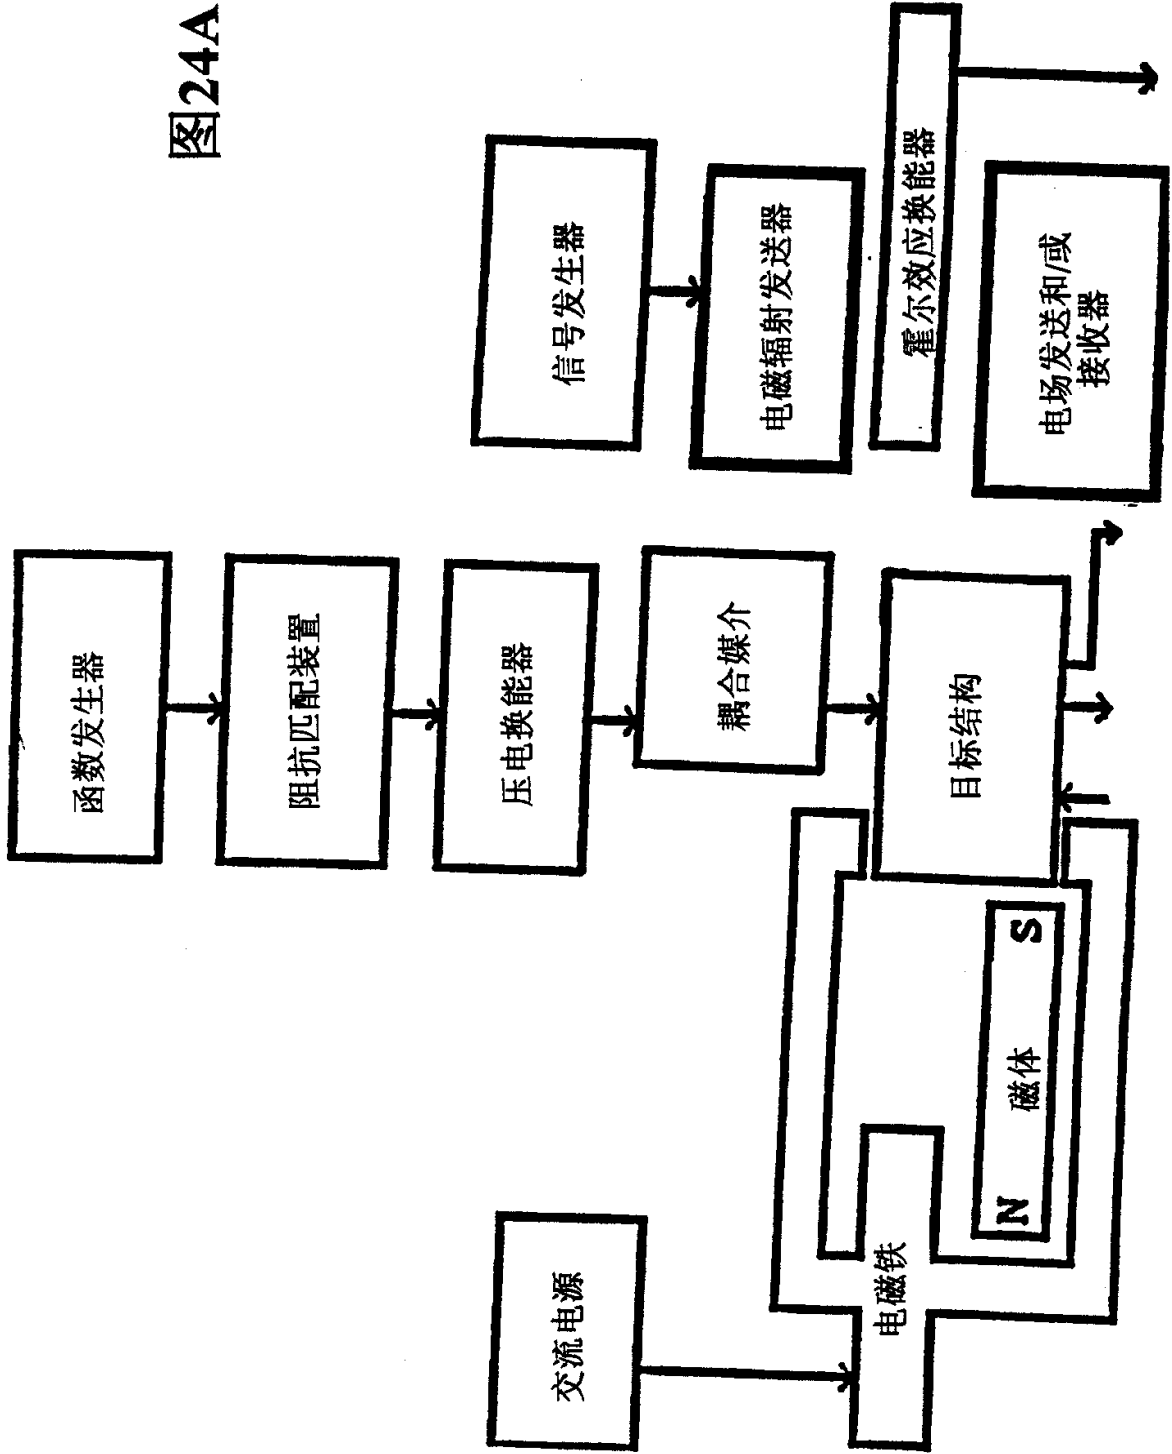 图24A
函数发生器
阻抗匹配装置
压电换能器
耦合媒介
目标结构
信号发生器
电磁辐射发送器
霍尔效应换能器
电场发送和/或
接收器
交流电源
电磁铁
N
磁体
S